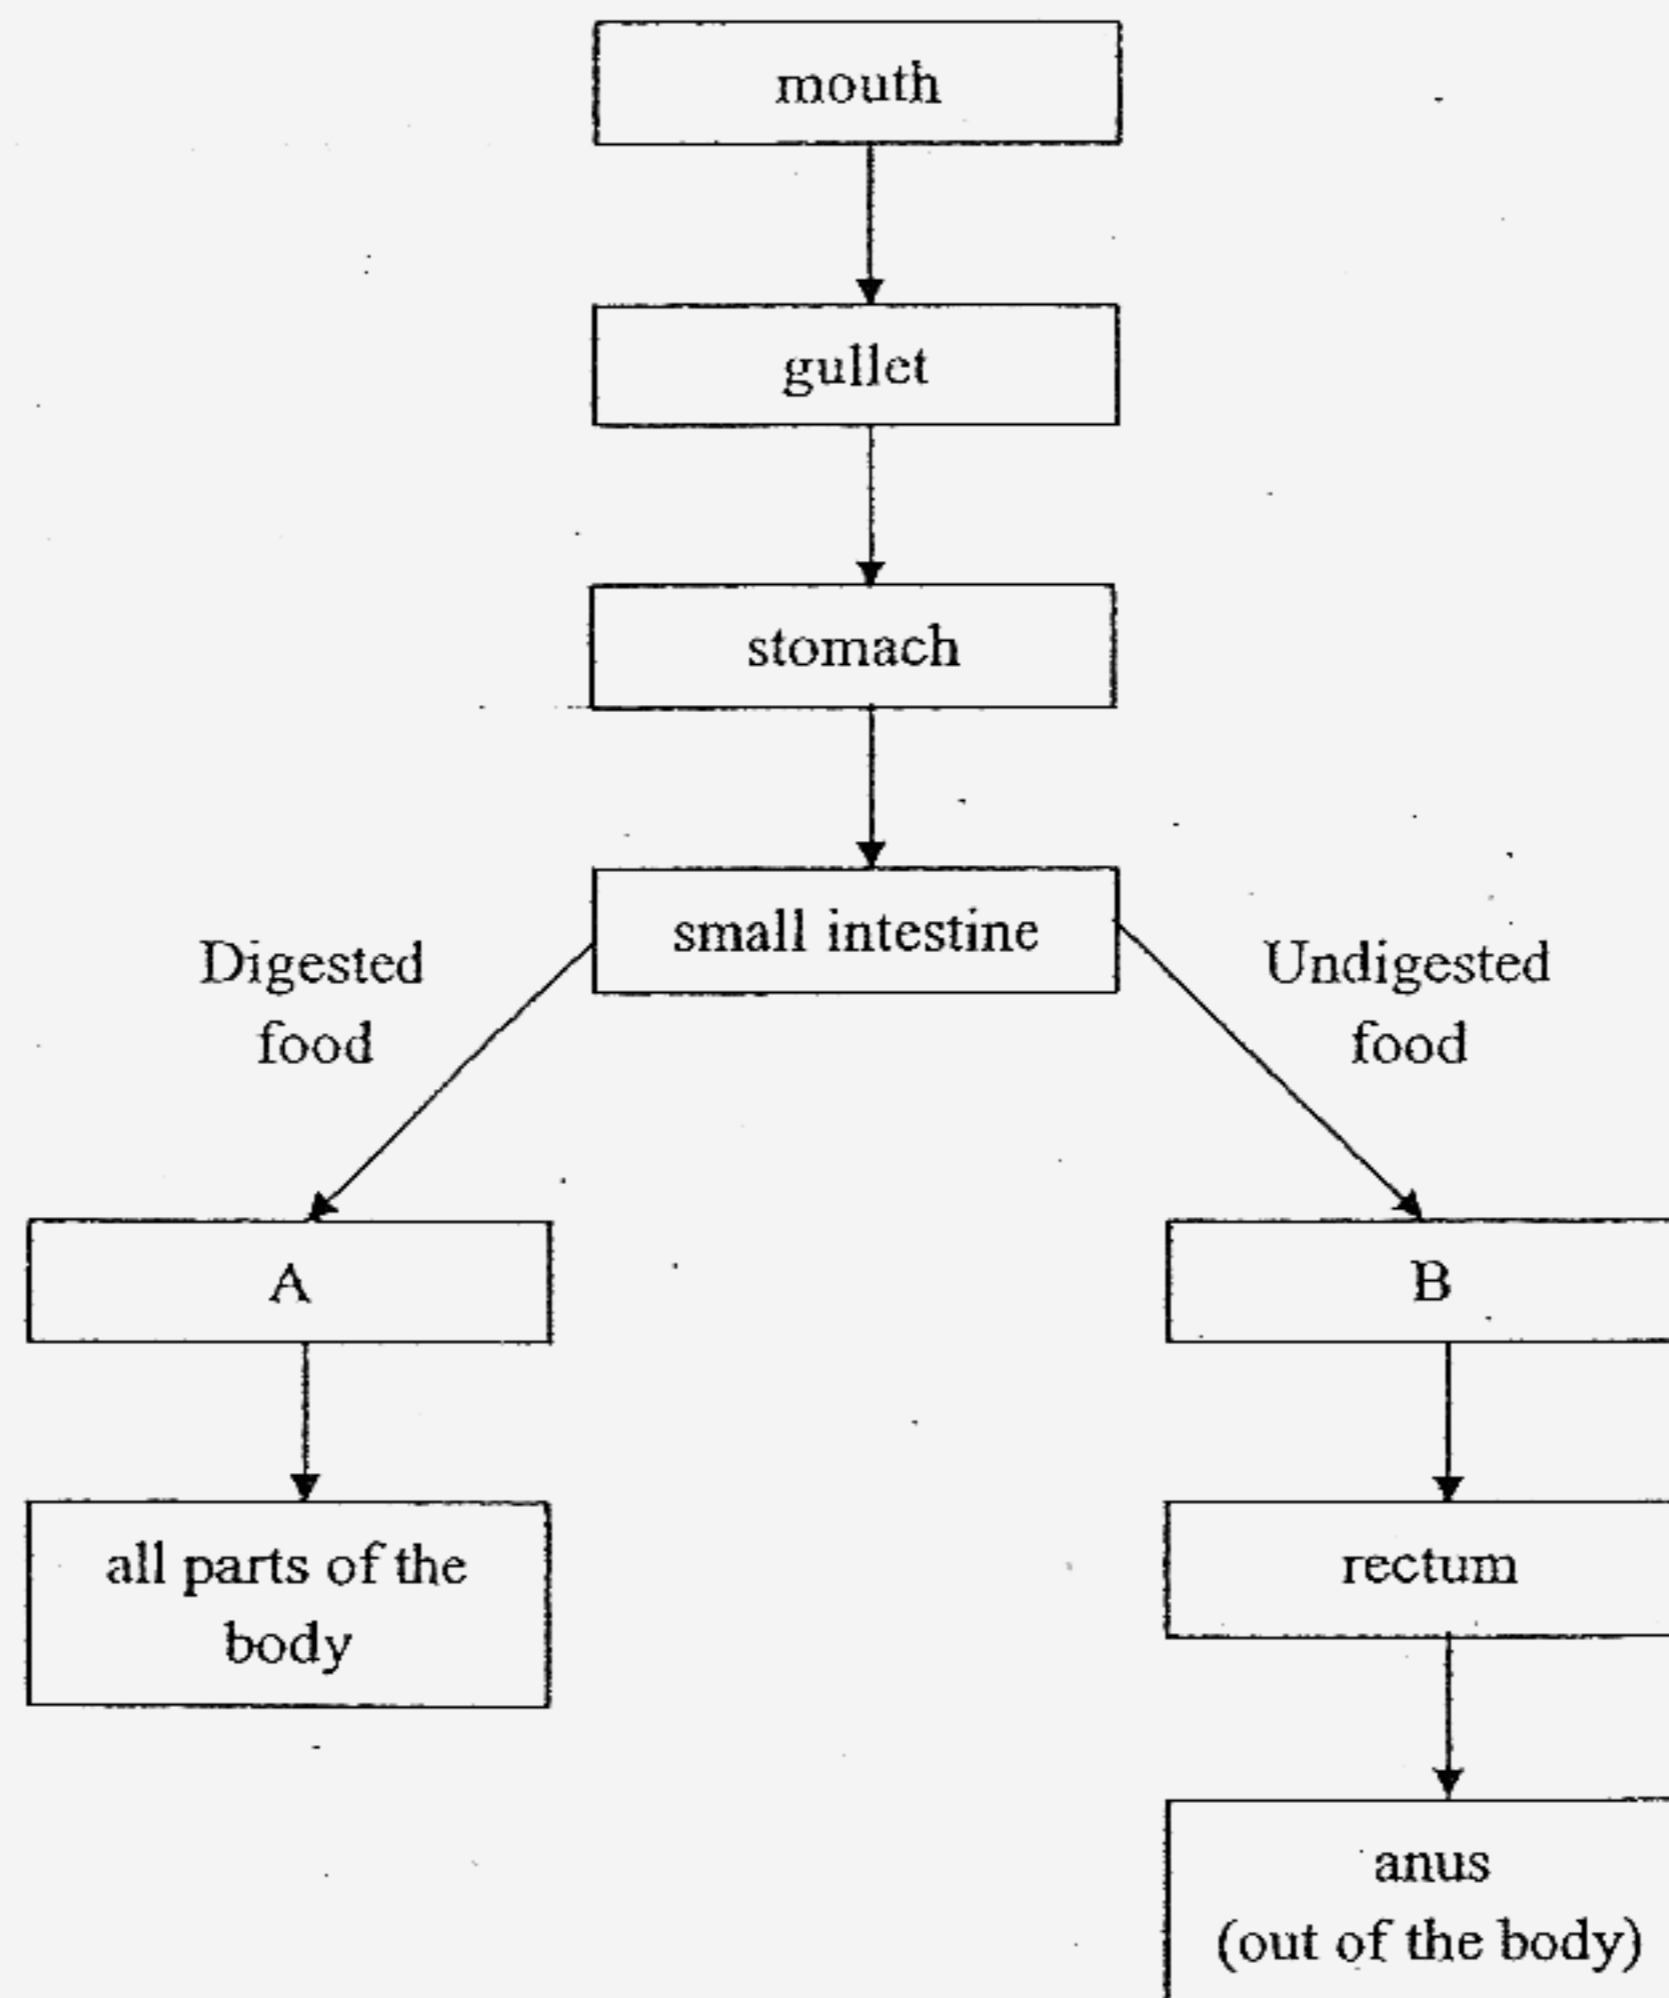 mouth
gullet
stomach
small intestine
Digested
food
Undigested
food
A
B
all parts of the
body
rectum
anus
(out of the body)